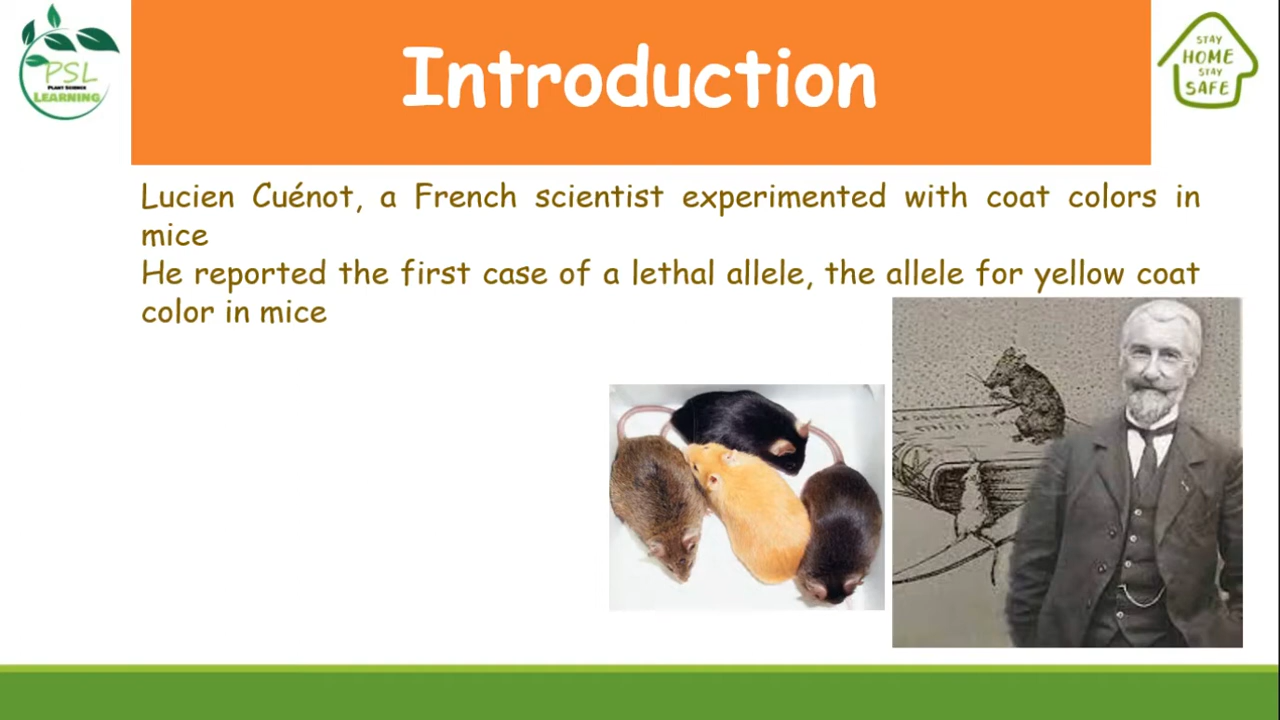 Introduction
PSL
PLANT SCIENCE
LEARNING
STAY
HOME
STAY
SAFE
Lucien Cuénot, a French scientist experimented with coat colors in
mice
He reported the first case of a lethal allele, the allele for yellow coat
color in mice